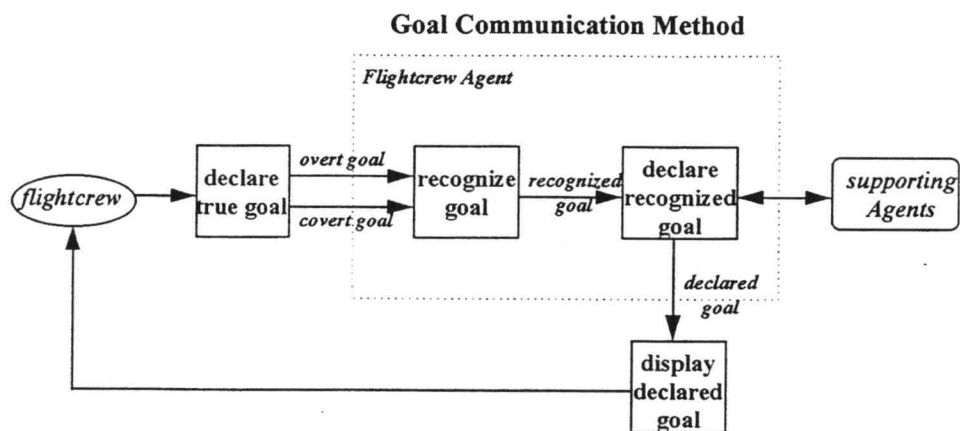 Goal Communication Method
Flightcrew Agent
flightcrew
declare
true goal
overt goal
covert goal
recognize
goal
recognized
goal
declare
recognized
goal
supporting
Agents
declared
goal
display
declared
goal